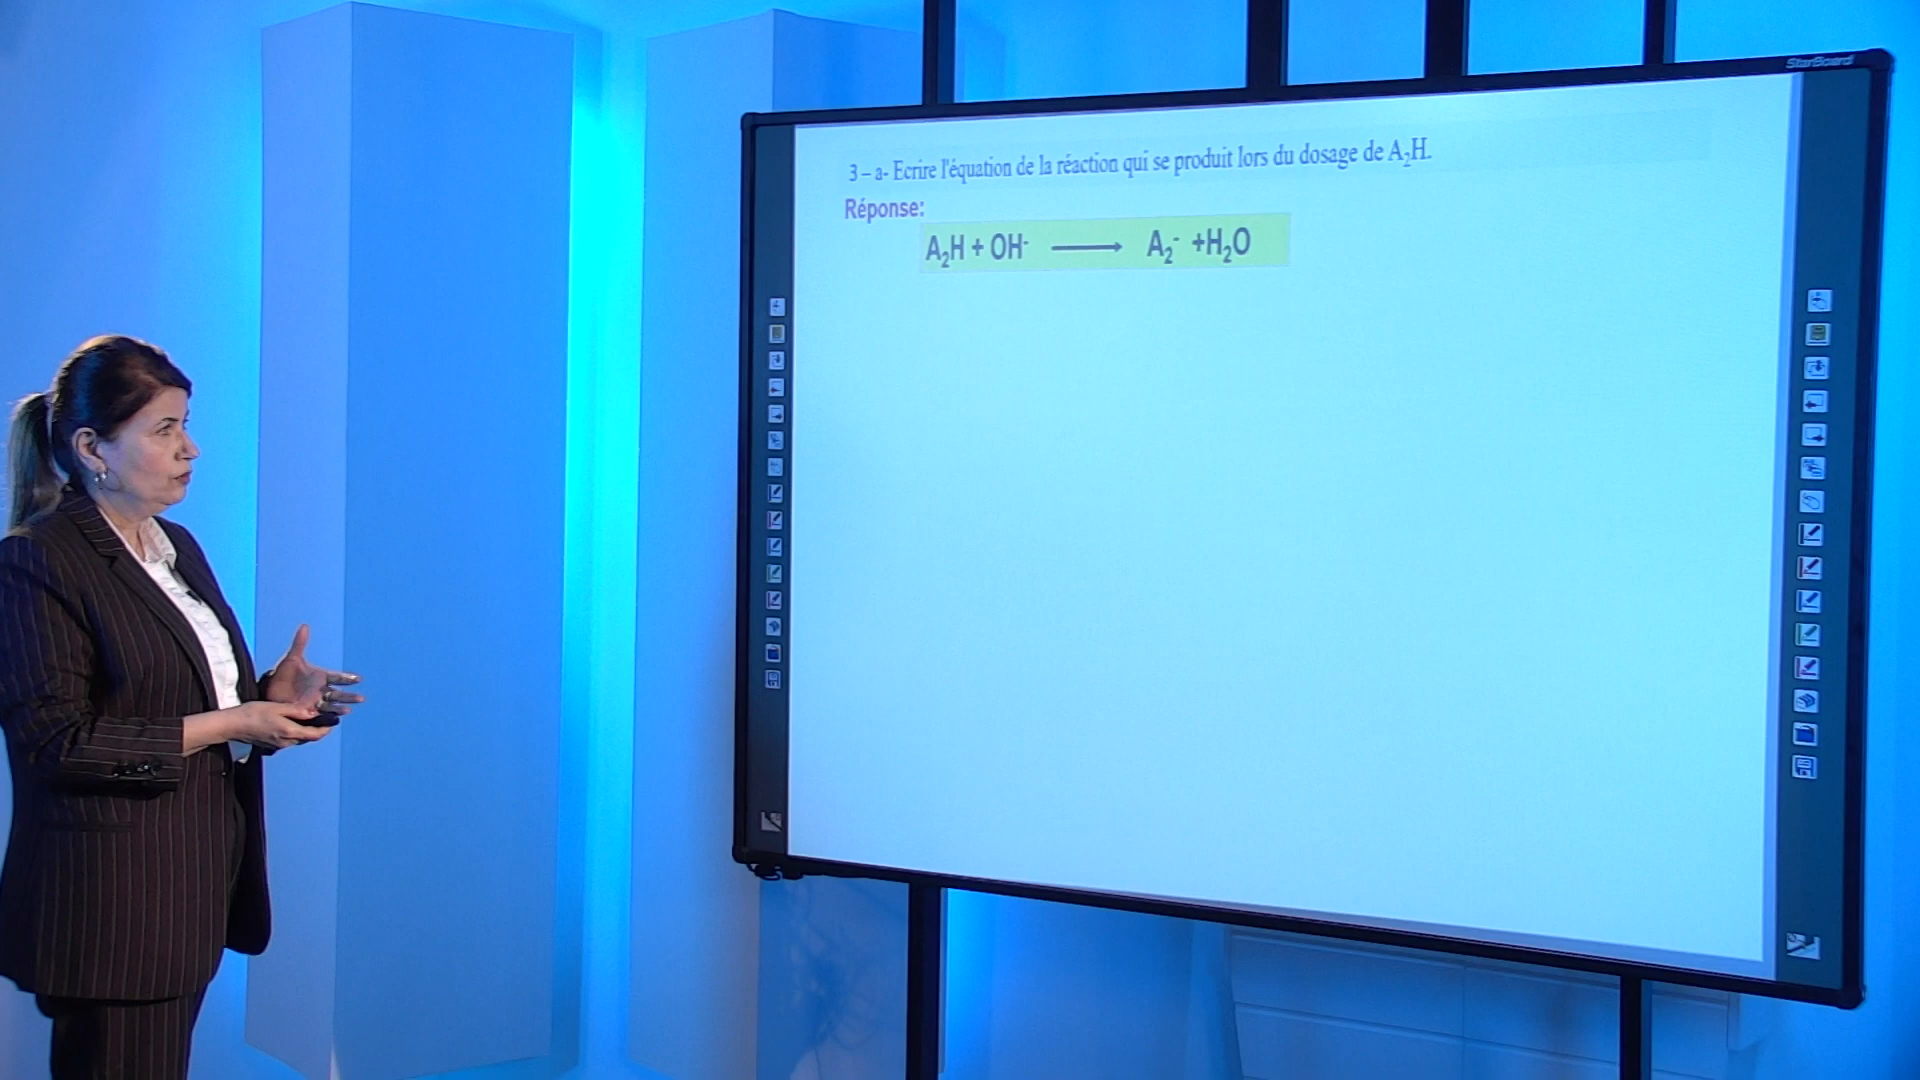 StarBoard
3 – a- Ecrire l'équation de la réaction qui se produit lors du dosage de A₂H.
Réponse:
A₂H + OH⁻ ⟶ A₂⁻ +H₂O